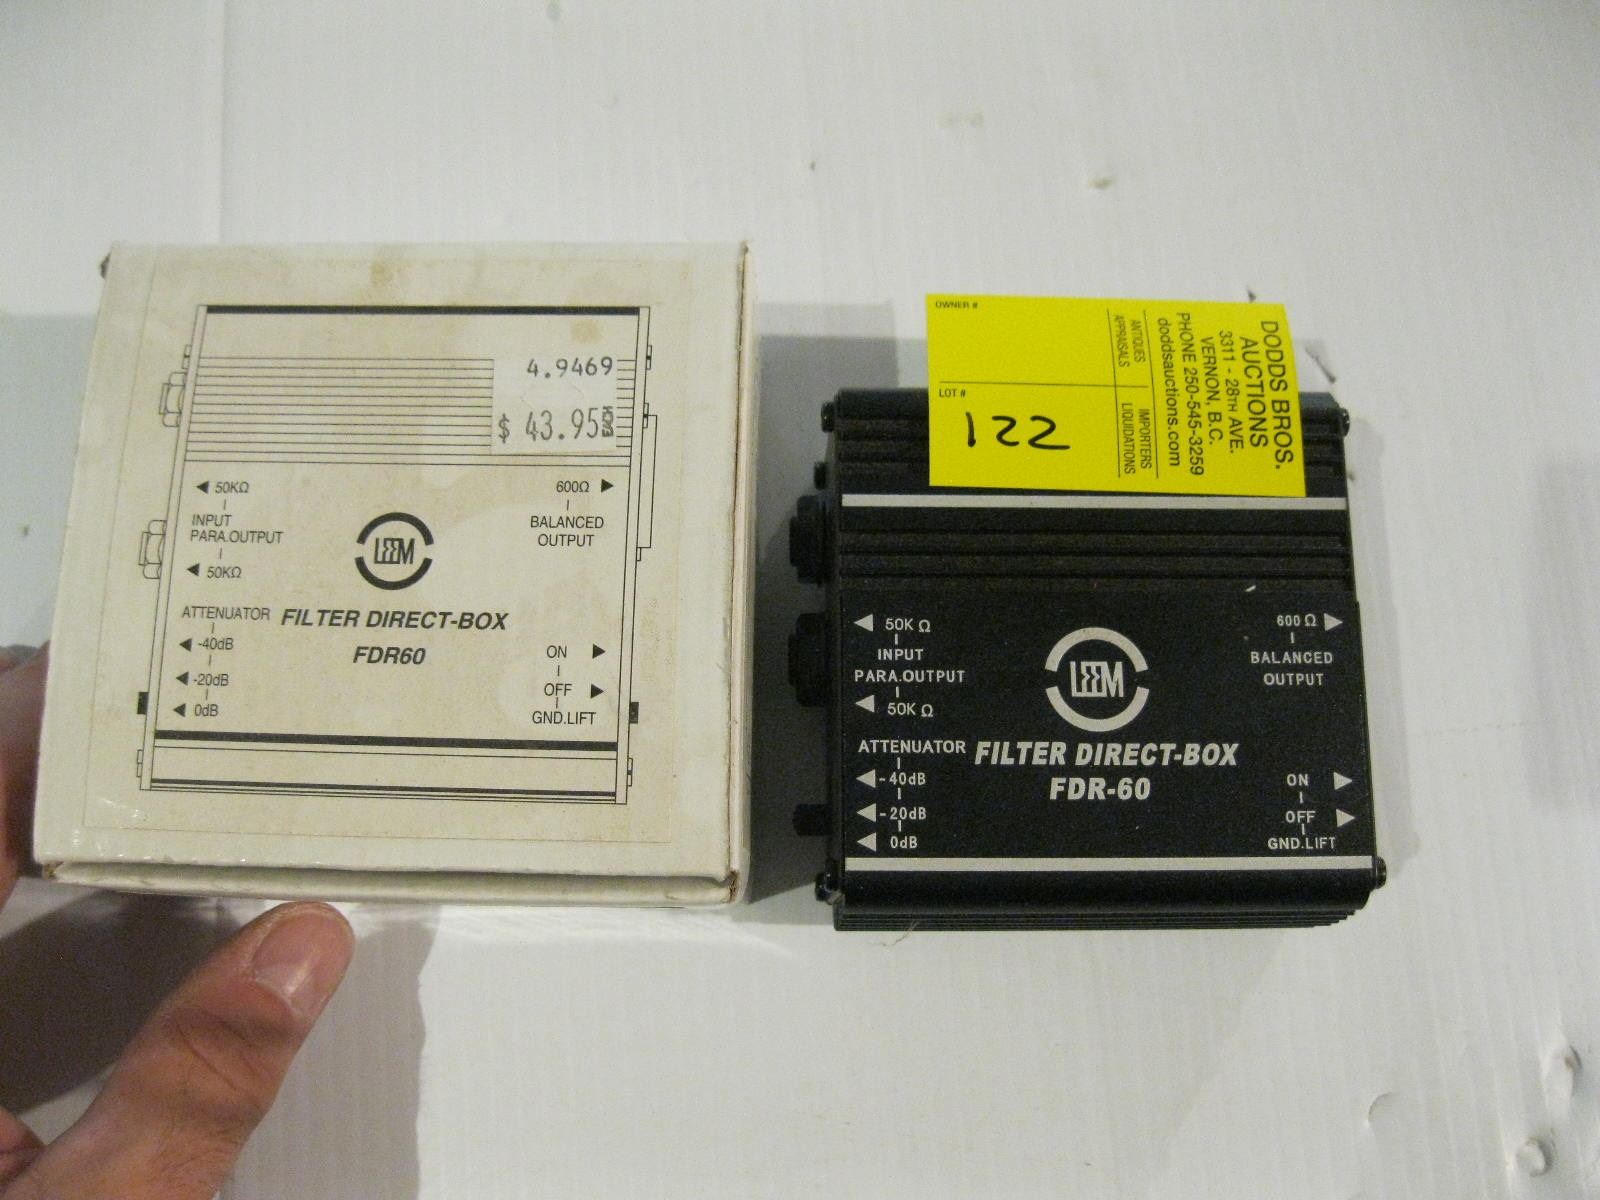 4.9469
$ 43.95 EACH
50KΩ
INPUT
PARA.OUTPUT
50KΩ
600Ω
BALANCED
OUTPUT
LEEM
ATTENUATOR
-40dB
-20dB
0dB
FILTER DIRECT-BOX
FDR60
ON
OFF
GND.LIFT
OWNER #
LOT #
122
ANTIQUES
APPRAISALS
IMPORTERS
LIQUIDATIONS
DODDS BROS.
AUCTIONS
3311 - 28TH AVE.
VERNON, B.C.
PHONE 250-545-3259
doddsauctions.com
50K Ω
INPUT
PARA.OUTPUT
50K Ω
600 Ω
BALANCED
OUTPUT
LEEM
ATTENUATOR
-40dB
-20dB
0dB
FILTER DIRECT-BOX
FDR-60
ON
OFF
GND.LIFT